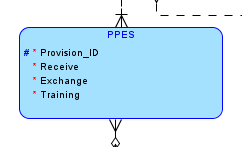 PPES
# * Provision_ID
* Receive
* Exchange
* Training